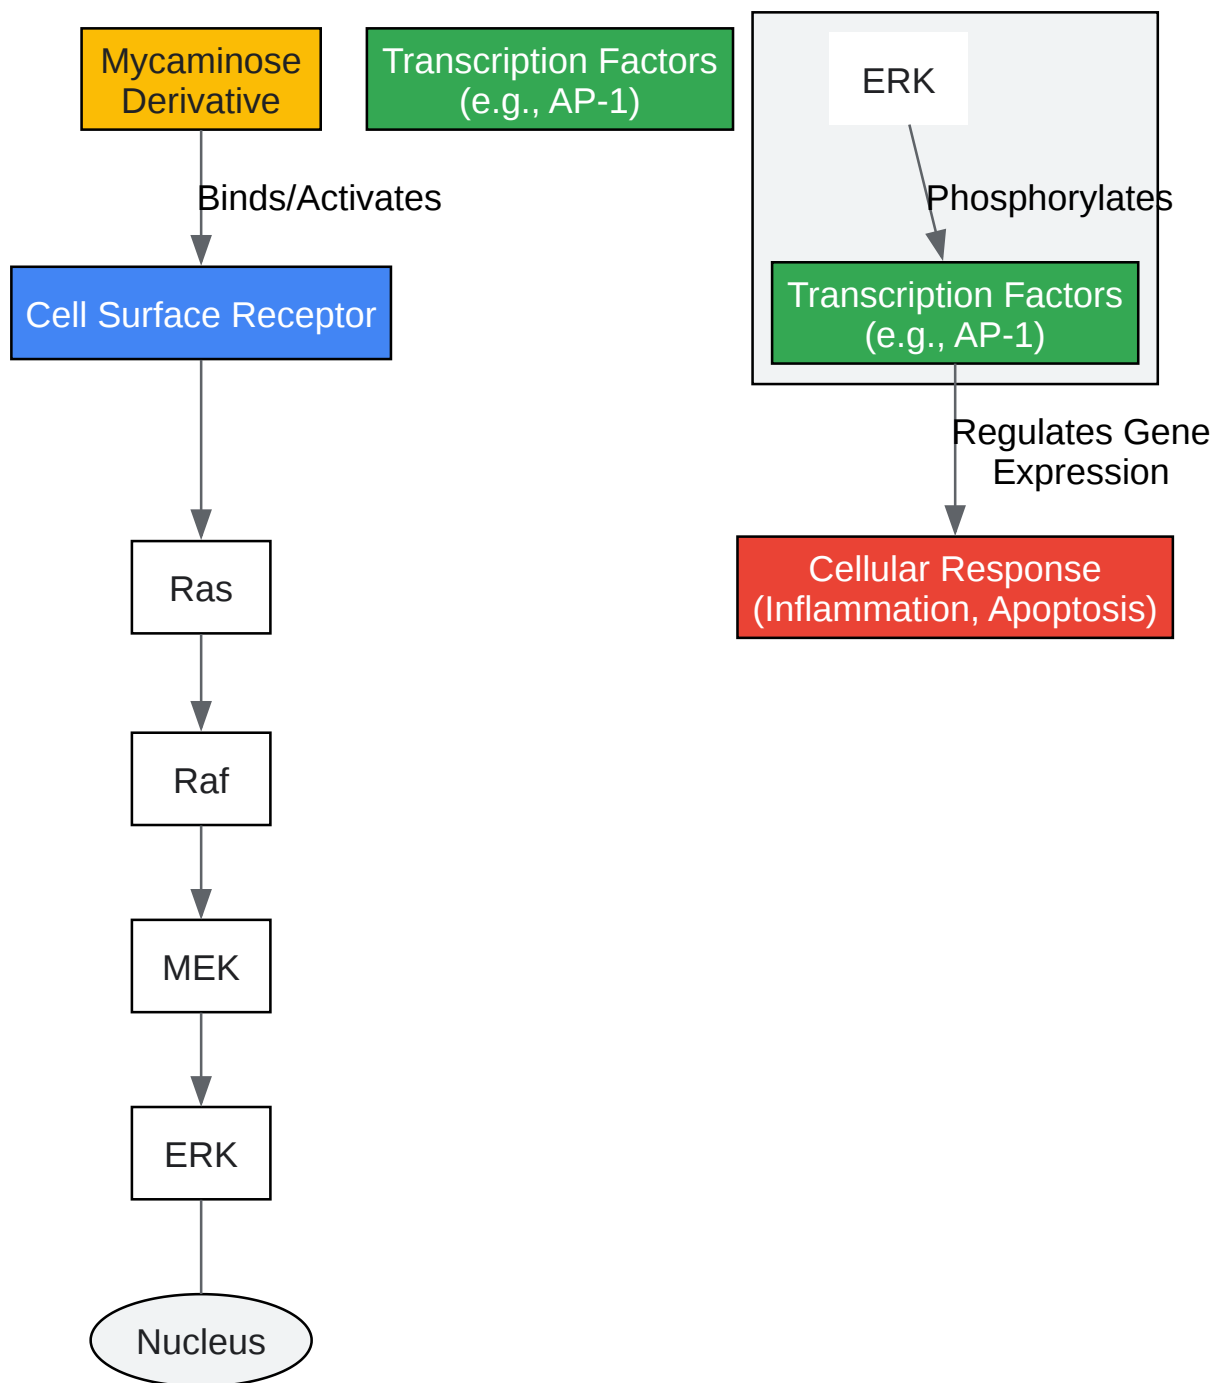 Mycaminose
Derivative
Transcription Factors
(e.g., AP-1)
ERK
Binds/Activates
Phosphorylates
Cell Surface Receptor
Transcription Factors
(e.g., AP-1)
Regulates Gene
Expression
Ras
Cellular Response
(Inflammation, Apoptosis)
Raf
MEK
ERK
Nucleus